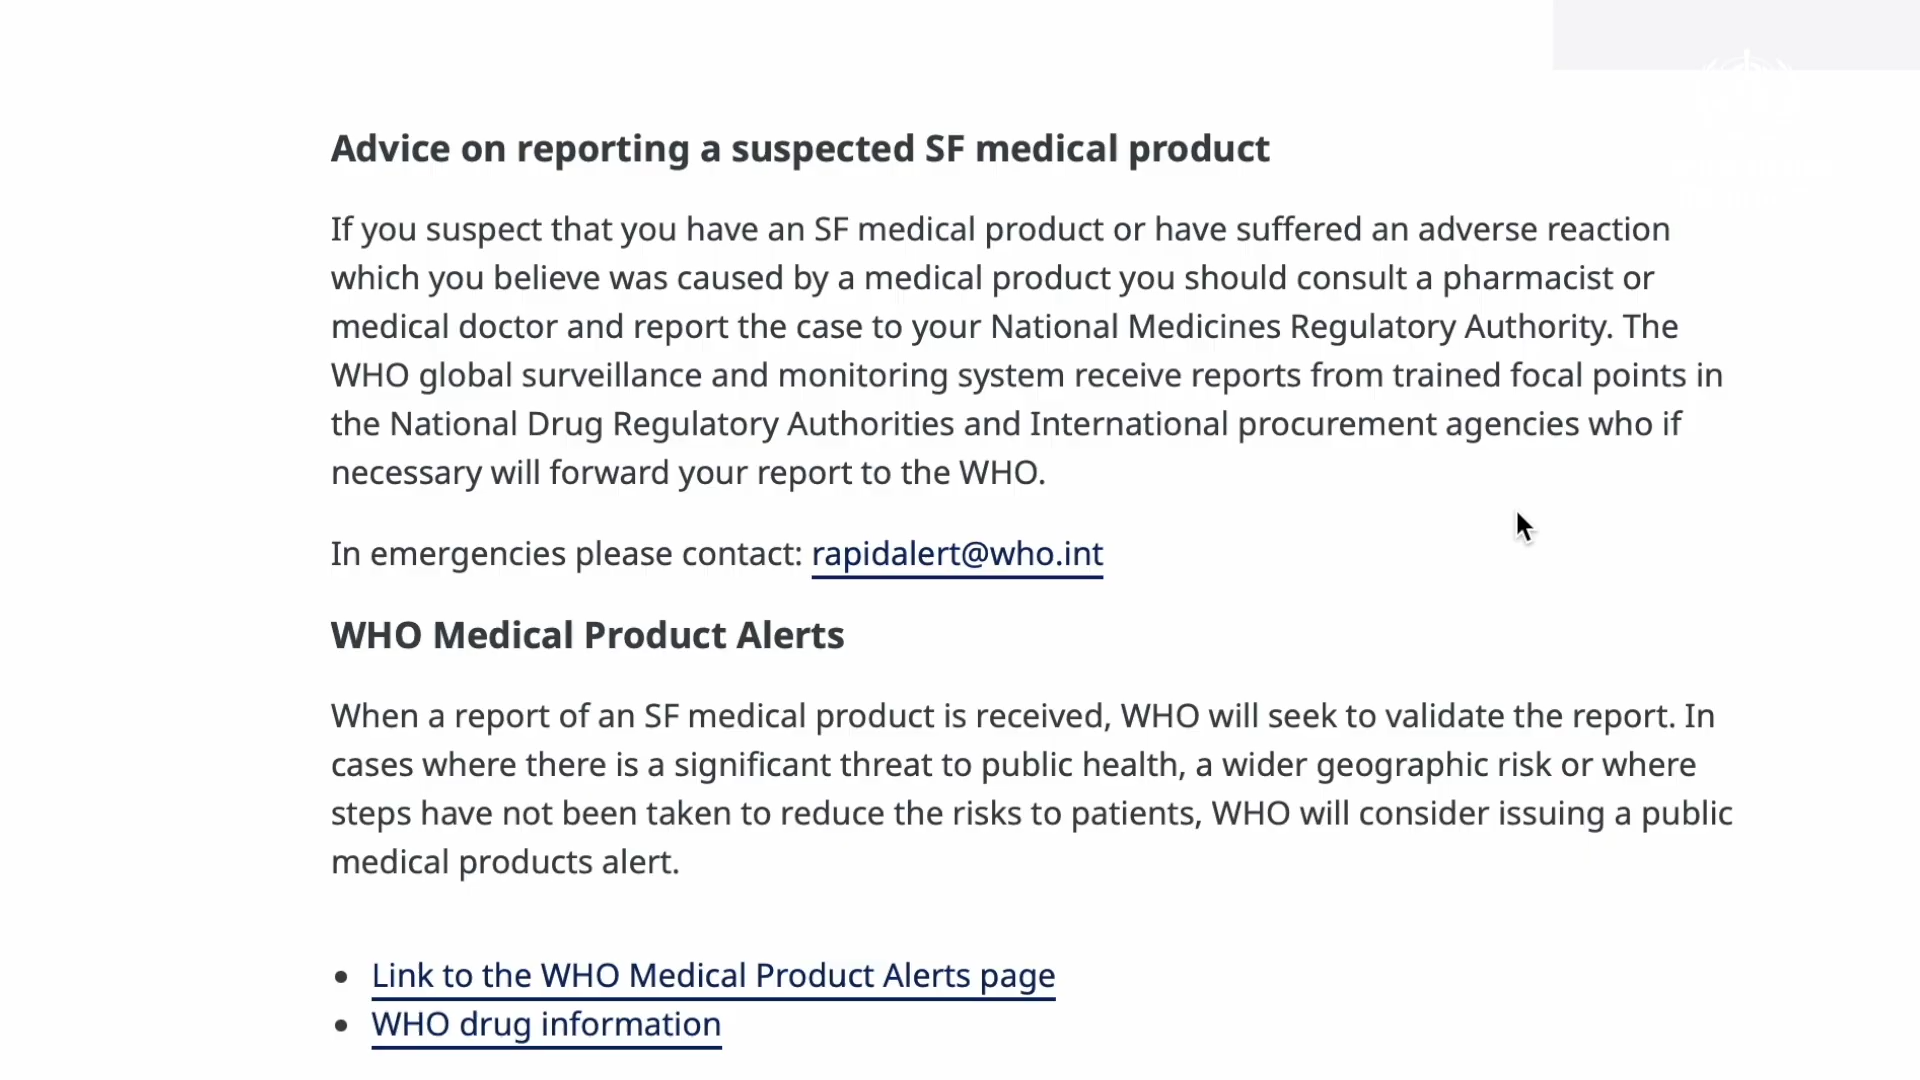 Advice on reporting a suspected SF medical product
If you suspect that you have an SF medical product or have suffered an adverse reaction
which you believe was caused by a medical product you should consult a pharmacist or
medical doctor and report the case to your National Medicines Regulatory Authority. The
WHO global surveillance and monitoring system receive reports from trained focal points in
the National Drug Regulatory Authorities and International procurement agencies who if
necessary will forward your report to the WHO.
In emergencies please contact: rapidalert@who.int
WHO Medical Product Alerts
When a report of an SF medical product is received, WHO will seek to validate the report. In
cases where there is a significant threat to public health, a wider geographic risk or where
steps have not been taken to reduce the risks to patients, WHO will consider issuing a public
medical products alert.
• Link to the WHO Medical Product Alerts page
• WHO drug information